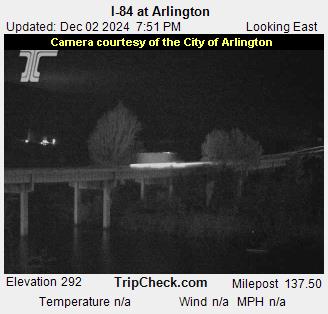 I-84 at Arlington
Updated: Dec 02 2024 7:51 PM Looking East
Camera courtesy of the City of Arlington
Elevation 292 TripCheck.com Milepost 137.50
Temperature n/a Wind n/a MPH n/a